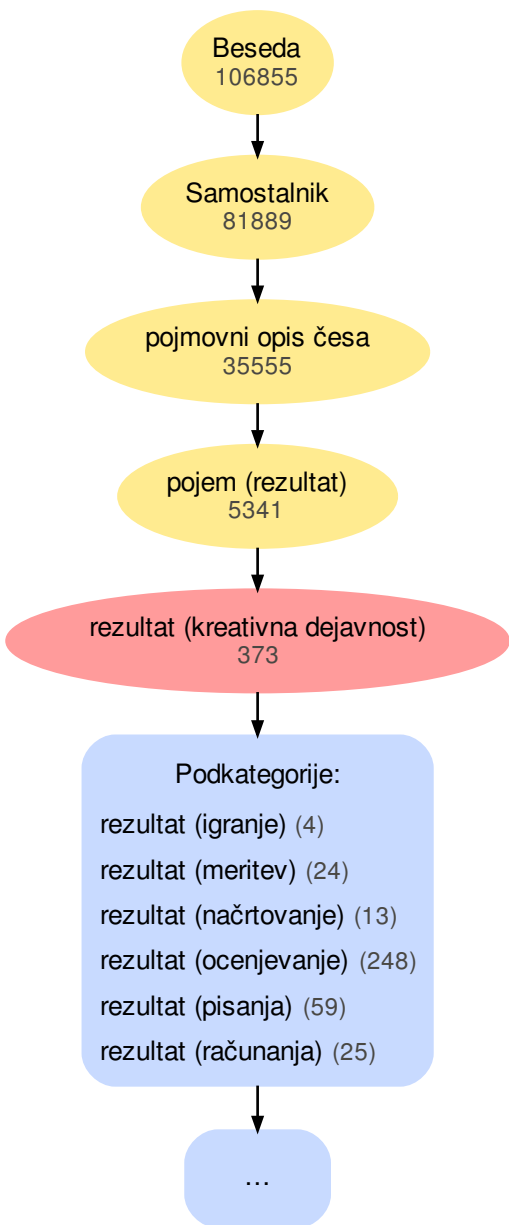 Beseda
106855
Samostalnik
81889
pojmovni opis česa
35555
pojem (rezultat)
5341
rezultat (kreativna dejavnost)
373
Podkategorije:
rezultat (igranje) (4)
rezultat (meritev) (24)
rezultat (načrtovanje) (13)
rezultat (ocenjevanje) (248)
rezultat (pisanja) (59)
rezultat (računanja) (25)
...